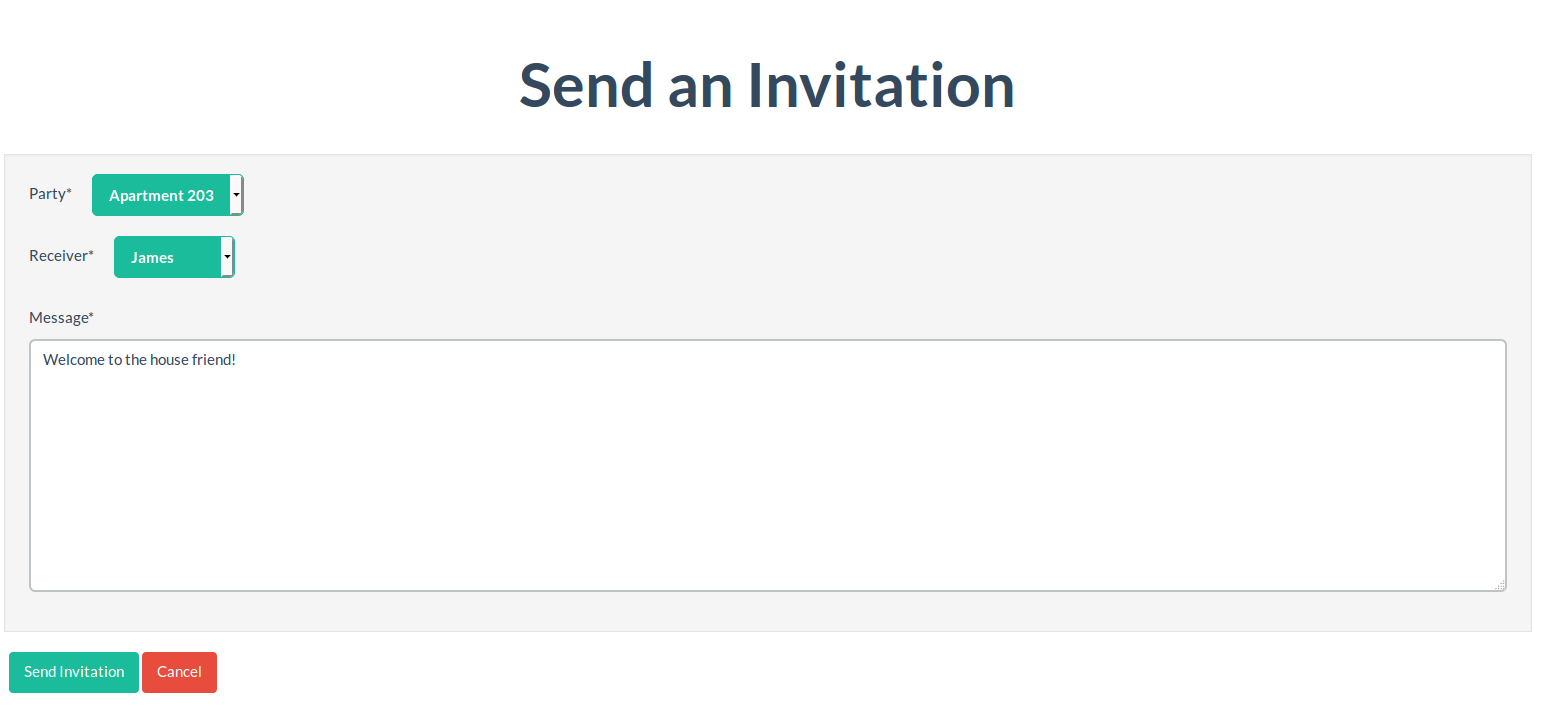 Send an Invitation
Party* Apartment 203
Receiver* James
Message*
Welcome to the house friend!
Send Invitation Cancel